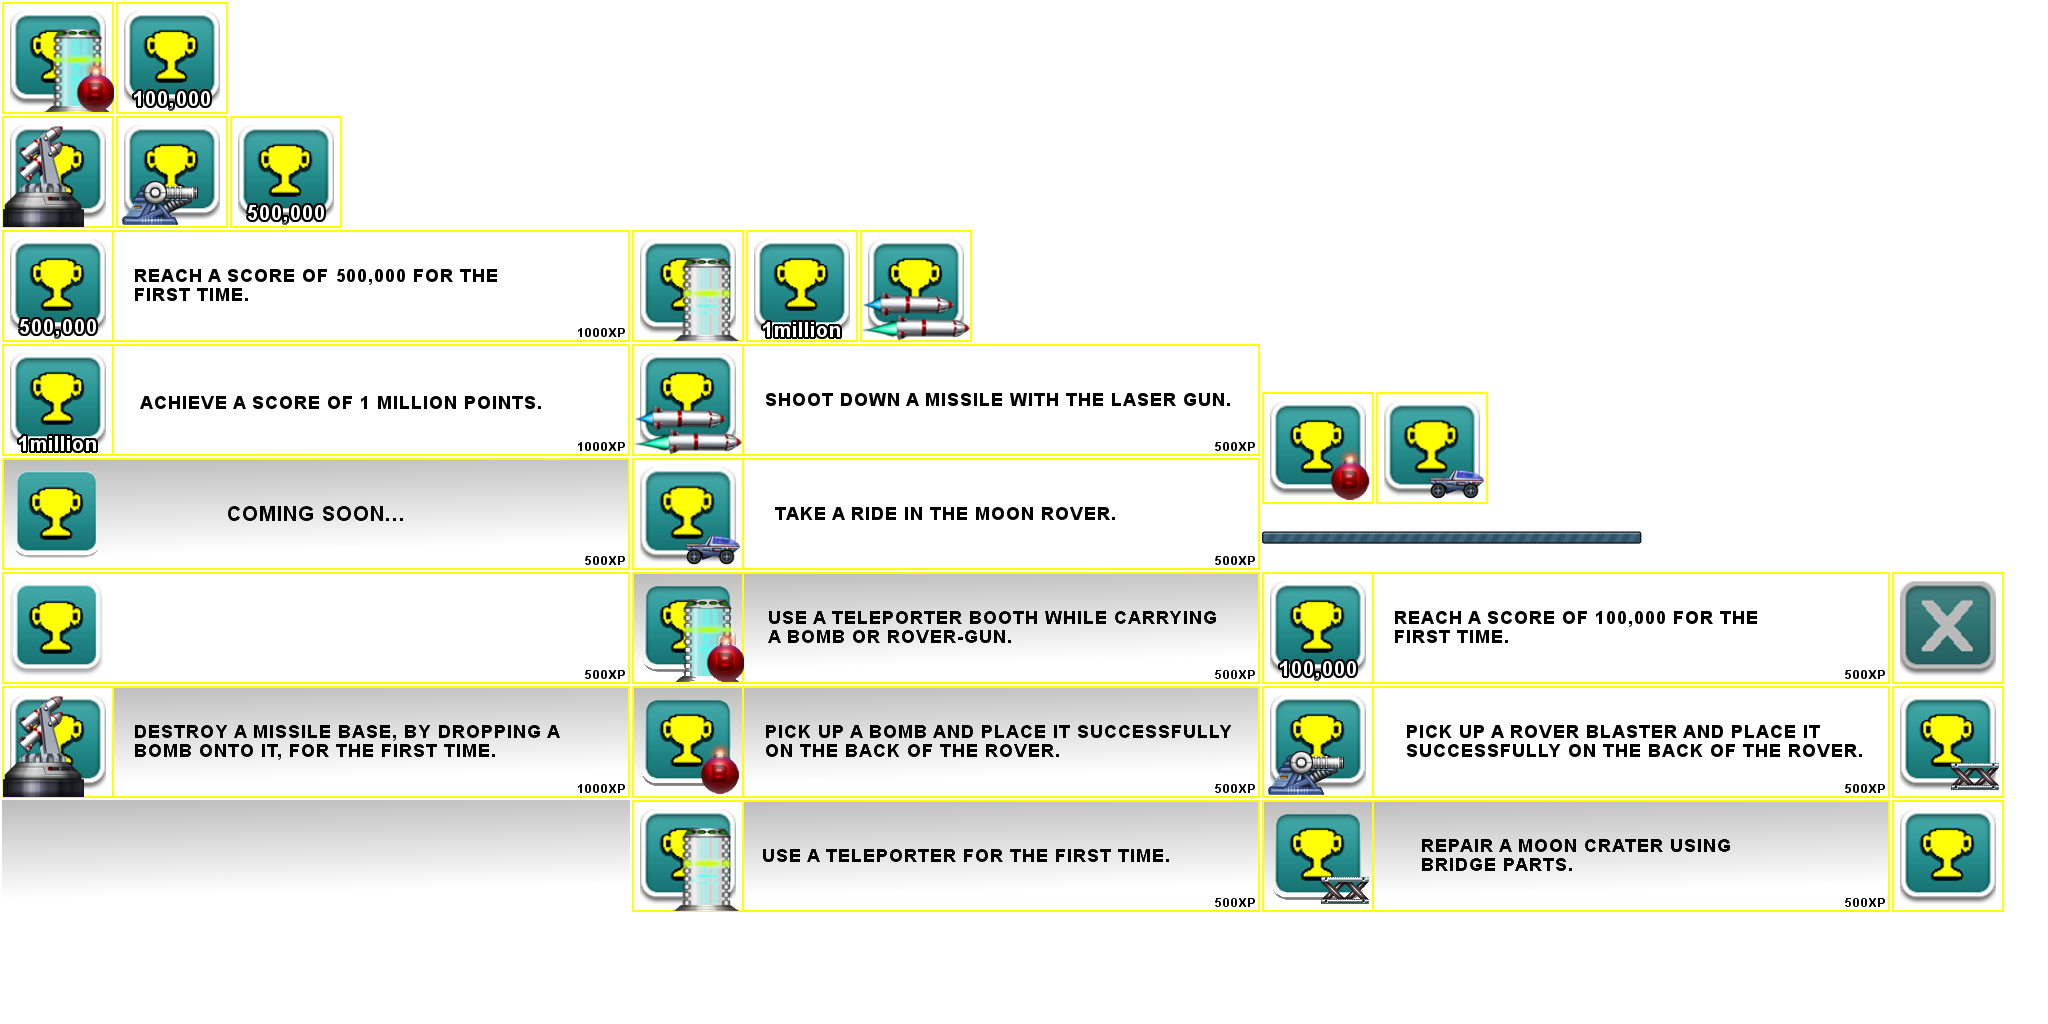 B
100,000
500,000
REACH A SCORE OF 500,000 FOR THE
FIRST TIME.
500,000
1000XP
1million
ACHIEVE A SCORE OF 1 MILLION POINTS.
1million
1000XP
SHOOT DOWN A MISSILE WITH THE LASER GUN.
500XP
B
COMING SOON...
500XP
TAKE A RIDE IN THE MOON ROVER.
500XP
500XP
USE A TELEPORTER BOOTH WHILE CARRYING
A BOMB OR ROVER-GUN.
B
500XP
REACH A SCORE OF 100,000 FOR THE
FIRST TIME.
100,000
500XP
X
DESTROY A MISSILE BASE, BY DROPPING A
BOMB ONTO IT, FOR THE FIRST TIME.
1000XP
PICK UP A BOMB AND PLACE IT SUCCESSFULLY
ON THE BACK OF THE ROVER.
B
500XP
PICK UP A ROVER BLASTER AND PLACE IT
SUCCESSFULLY ON THE BACK OF THE ROVER.
500XP
USE A TELEPORTER FOR THE FIRST TIME.
500XP
REPAIR A MOON CRATER USING
BRIDGE PARTS.
500XP